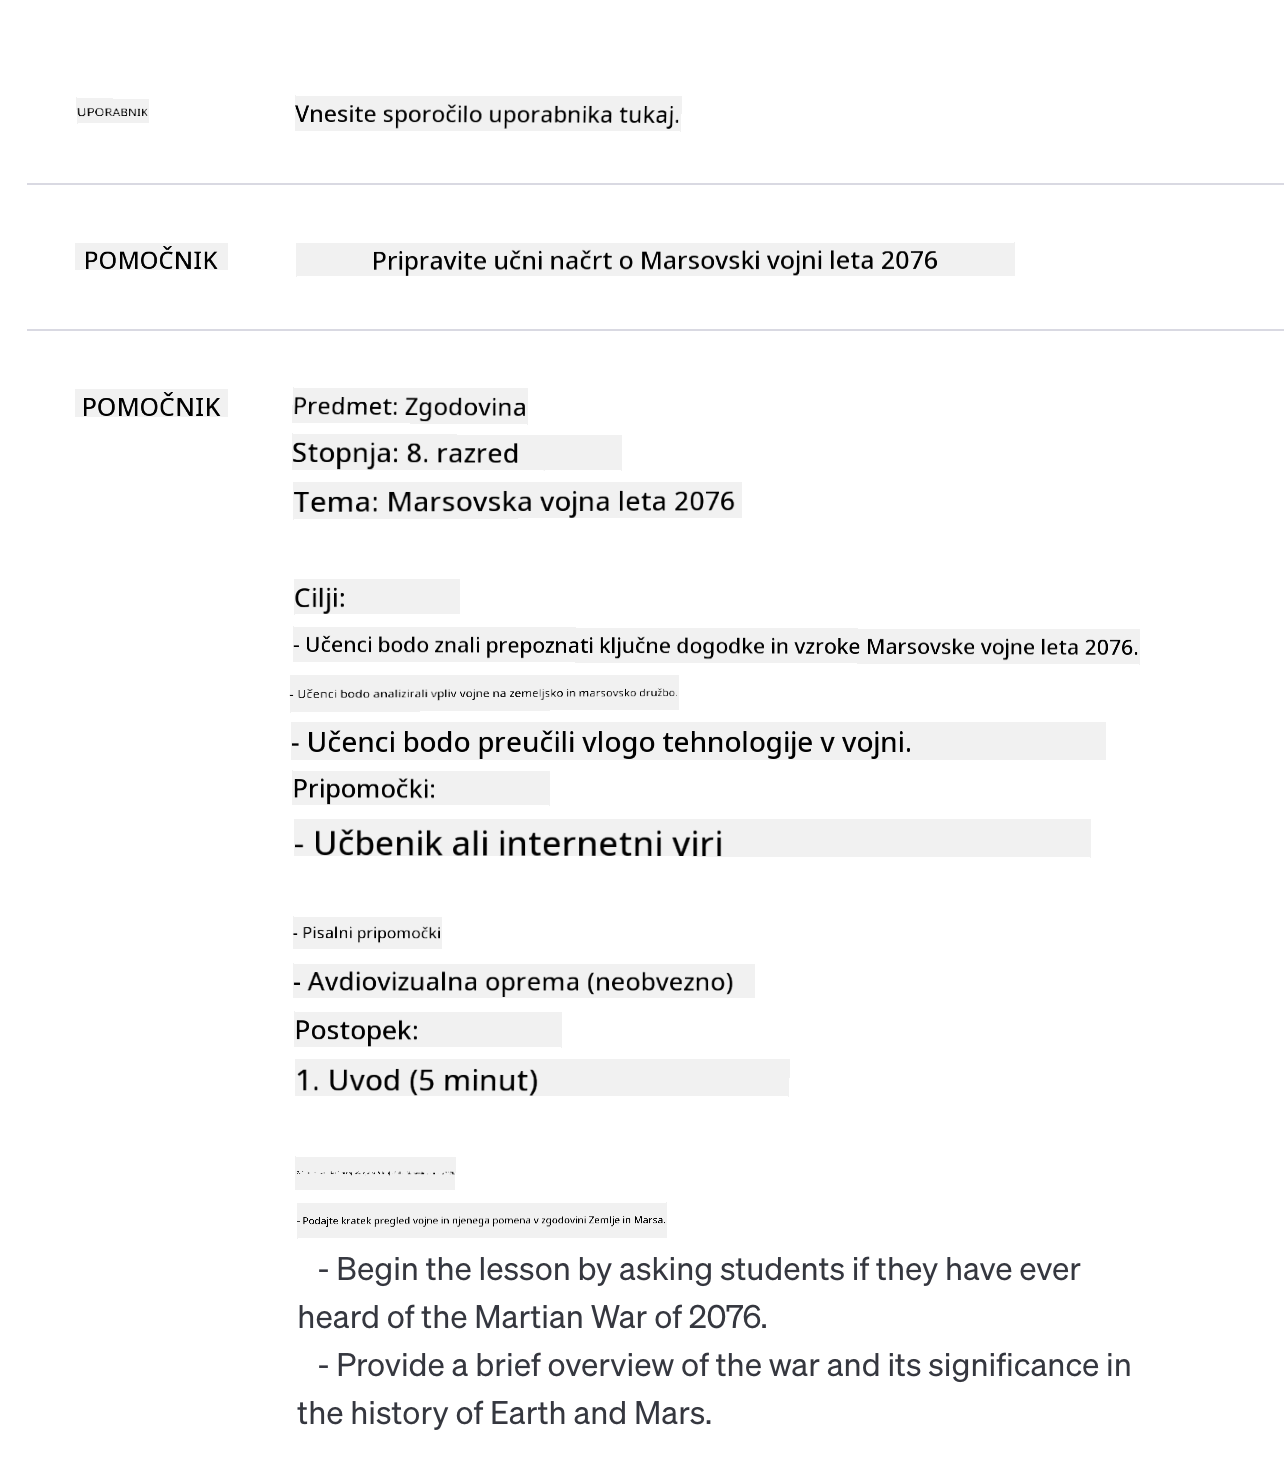 UPORABNIK
Vnesite sporočilo uporabnika tukaj.
POMOČNIK
Pripravite učni načrt o Marsovski vojni leta 2076
POMOČNIK
Predmet: Zgodovina
Stopnja: 8. razred
Tema: Marsovska vojna leta 2076
Cilji:
- Učenci bodo znali prepoznati ključne dogodke in vzroke Marsovske vojne leta 2076.
- Učenci bodo analizirali vpliv vojne na zemeljsko in marsovsko družbo.
- Učenci bodo preučili vlogo tehnologije v vojni.
Pripomočki:
- Učbenik ali internetni viri
- Pisalni pripomočki
- Avdiovizualna oprema (neobvezno)
Postopek:
1. Uvod (5 minut)
- Podajte kratek pregled vojne in njenega pomena v zgodovini Zemlje in Marsa.
- Begin the lesson by asking students if they have ever
heard of the Martian War of 2076.
- Provide a brief overview of the war and its significance in
the history of Earth and Mars.